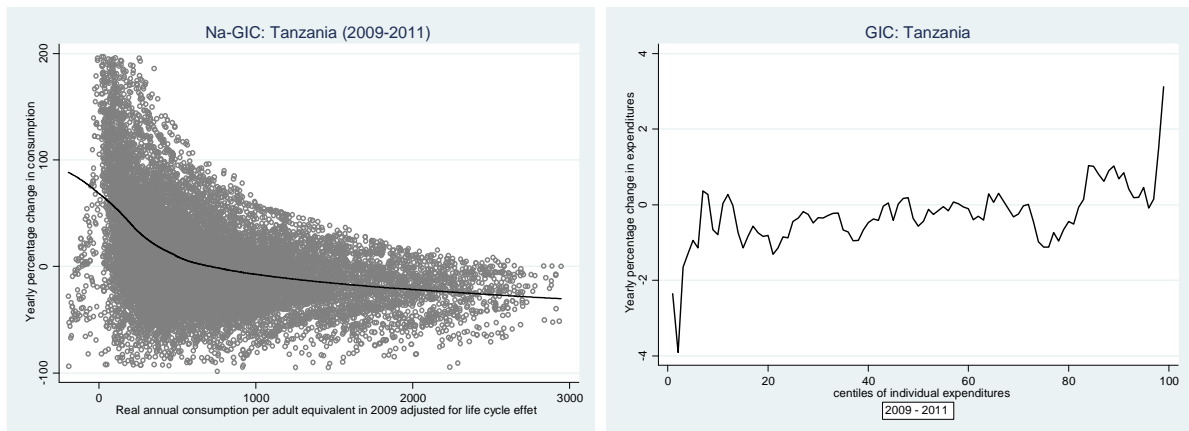 Na-GIC: Tanzania (2009-2011)
Yearly percentage change in consumption
200
100
0
-100
0 1000 2000 3000
Real annual consumption per adult equivalent in 2009 adjusted for life cycle effet
GIC: Tanzania
Yearly percentage change in expenditures
4
2
0
-2
-4
0 20 40 60 80 100
centiles of individual expenditures
2009 - 2011